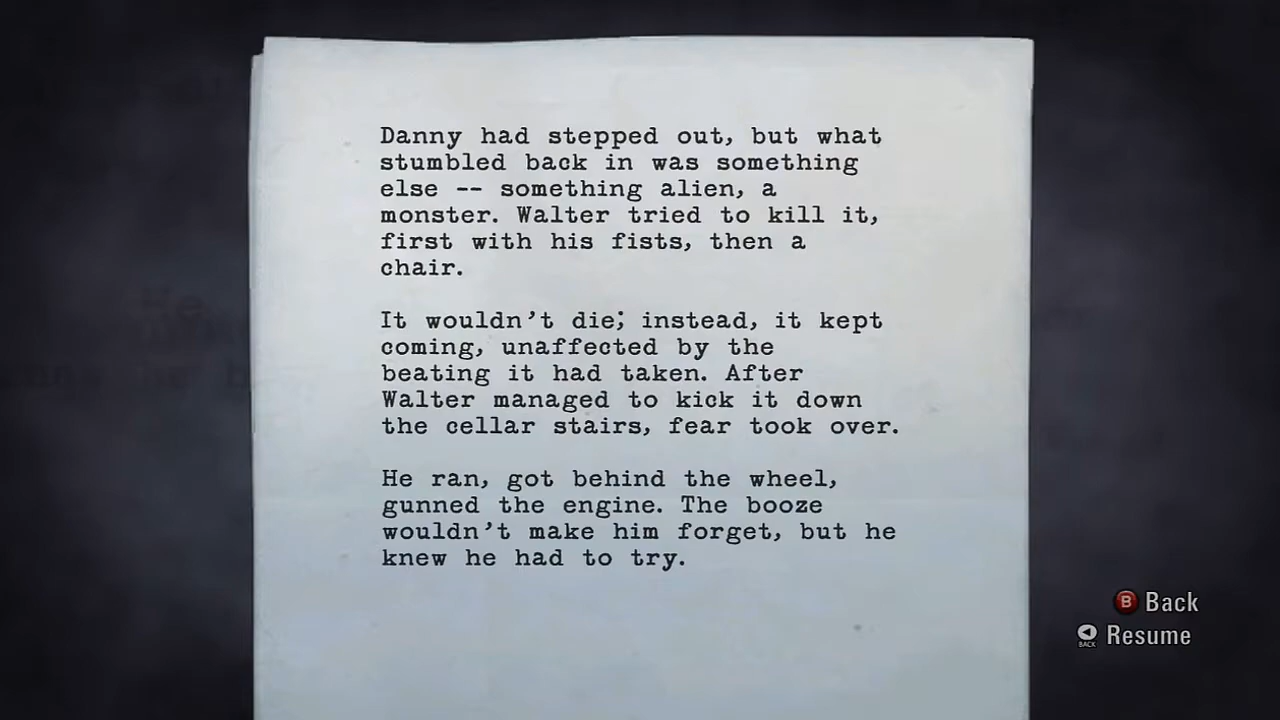 Danny had stepped out, but what
stumbled back in was something
else -- something alien, a
monster. Walter tried to kill it,
first with his fists, then a
chair.
It wouldn't die; instead, it kept
coming, unaffected by the
beating it had taken. After
Walter managed to kick it down
the cellar stairs, fear took over.
He ran, got behind the wheel,
gunned the engine. The booze
wouldn't make him forget, but he
knew he had to try.
B Back
BACK Resume